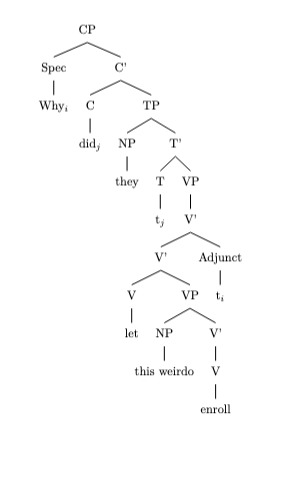 CP
Spec C'
Whyᵢ C TP
didⱼ NP T'
they T VP
tⱼ V'
V' Adjunct
V VP tᵢ
let NP V'
this weirdo V
enroll